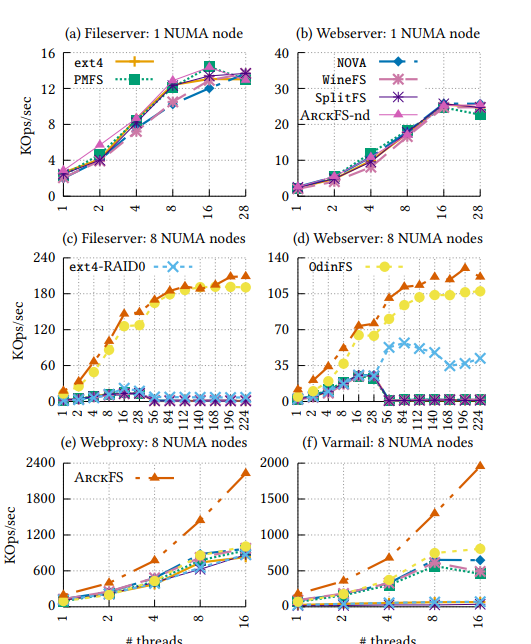 (a) Fileserver: 1 NUMA node
(b) Webserver: 1 NUMA node
KOps/sec
16
12
8
4
0
ext4
PMFS
1 2 4 8 16 28
40
30
20
10
0
NOVA
WineFS
SplitFS
ArckFS-nd
1 2 4 8 16 28
(c) Fileserver: 8 NUMA nodes
(d) Webserver: 8 NUMA nodes
KOps/sec
240
180
120
60
0
ext4-RAID0
1 2 4 8 16 28 56 84 112 140 168 196 224
140
105
70
35
0
OdinFS
1 2 4 8 16 28 56 84 112 140 168 196 224
(e) Webproxy: 8 NUMA nodes
(f) Varmail: 8 NUMA nodes
KOps/sec
2400
1800
1200
600
0
ArckFS
1 2 4 8 16
2000
1500
1000
500
0
1 2 4 8 16
# threads
# threads